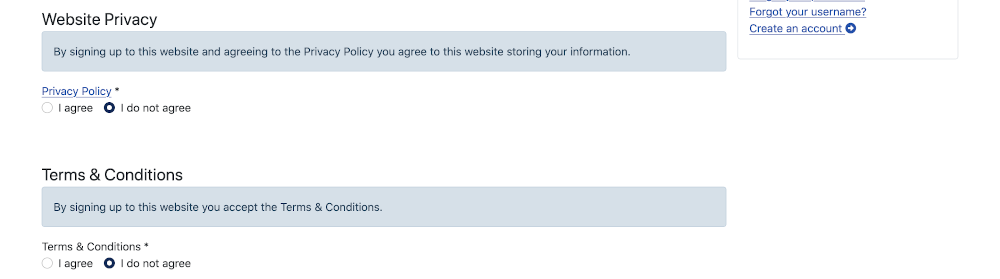 Website Privacy
By signing up to this website and agreeing to the Privacy Policy you agree to this website storing your information.
Privacy Policy *
I agree I do not agree
Terms & Conditions
By signing up to this website you accept the Terms & Conditions.
Terms & Conditions *
I agree I do not agree
Forgot your username?
Create an account